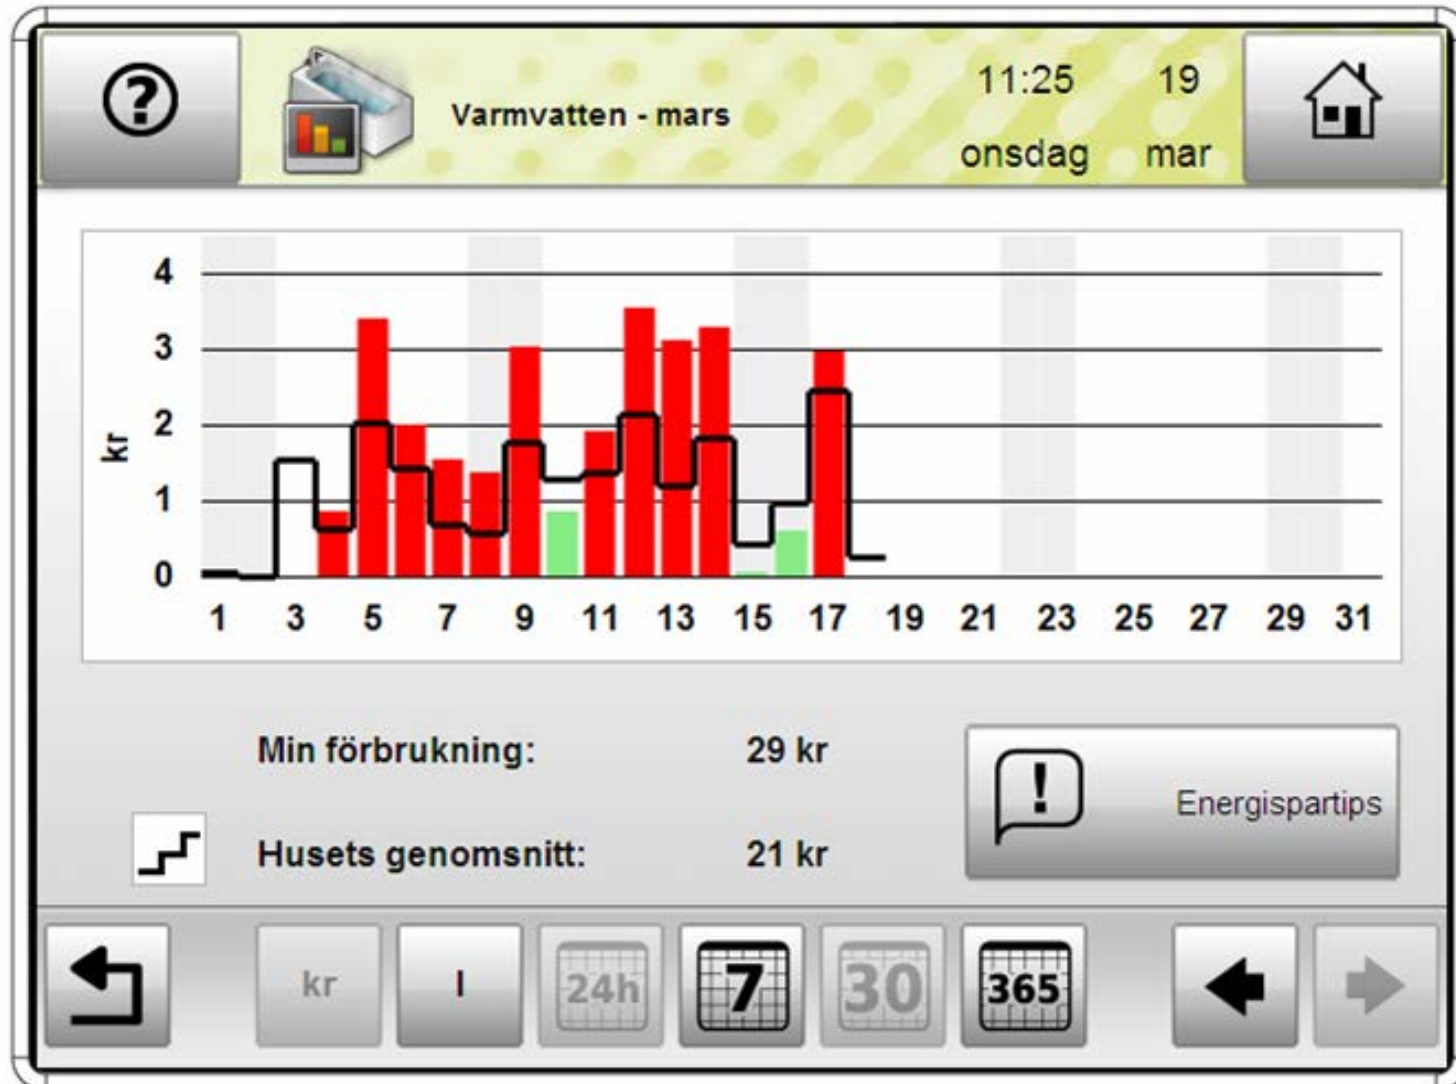 ?
Varmvatten - mars
11:25 19
onsdag mar
4
3
2
1
0
kr
1 3 5 7 9 11 13 15 17 19 21 23 25 27 29 31
Min förbrukning: 29 kr
!
Energispartips
Husets genomsnitt: 21 kr
kr l 24h 7 30 365